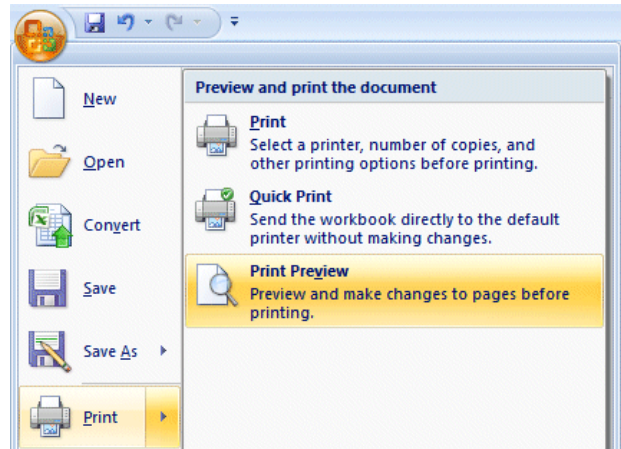 New
Open
Convert
Save
Save As
Print
Preview and print the document
Print
Select a printer, number of copies, and
other printing options before printing.
Quick Print
Send the workbook directly to the default
printer without making changes.
Print Preview
Preview and make changes to pages before
printing.